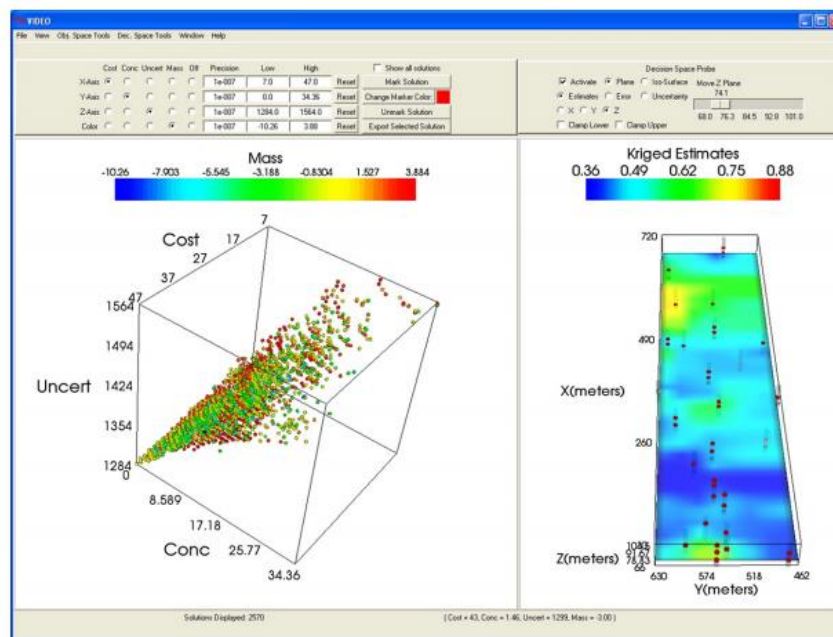 VIDEO
File View Obj. Space Tools Dec. Space Tools Window Help
Cost Conc Uncert Mass Off Precision Low High Show all solutions
X-Axis 1e-007 7.0 47.0 Reset Mark Solution
Y-Axis 1e-007 0.0 34.36 Reset Change Marker Color
Z-Axis 1e-007 1284.0 1564.0 Reset Unmark Solution
Color 1e-007 -10.26 3.88 Reset Export Selected Solution
Decision Space Probe
Activate Plane Iso-Surface Move Z Plane
Estimates Error Uncertainty 74.1
X Y Z
68.0 76.3 84.5 92.8 101.0
Clamp Lower Clamp Upper
Mass
-10.26 -7.903 -5.545 -3.188 -0.8304 1.527 3.884
Cost
7
17
27
37
47
1564
1494
Uncert 1424
1354
1284
0
8.589
17.18
Conc 25.77
34.36
Kriged Estimates
0.36 0.49 0.62 0.75 0.88
720
490
X(meters)
260
Z(meters)
66
630 574 518 462
Y(meters)
Solutions Displayed: 2570 ( Cost = 43, Conc = 1.46, Uncert = 1299, Mass = -3.00 )